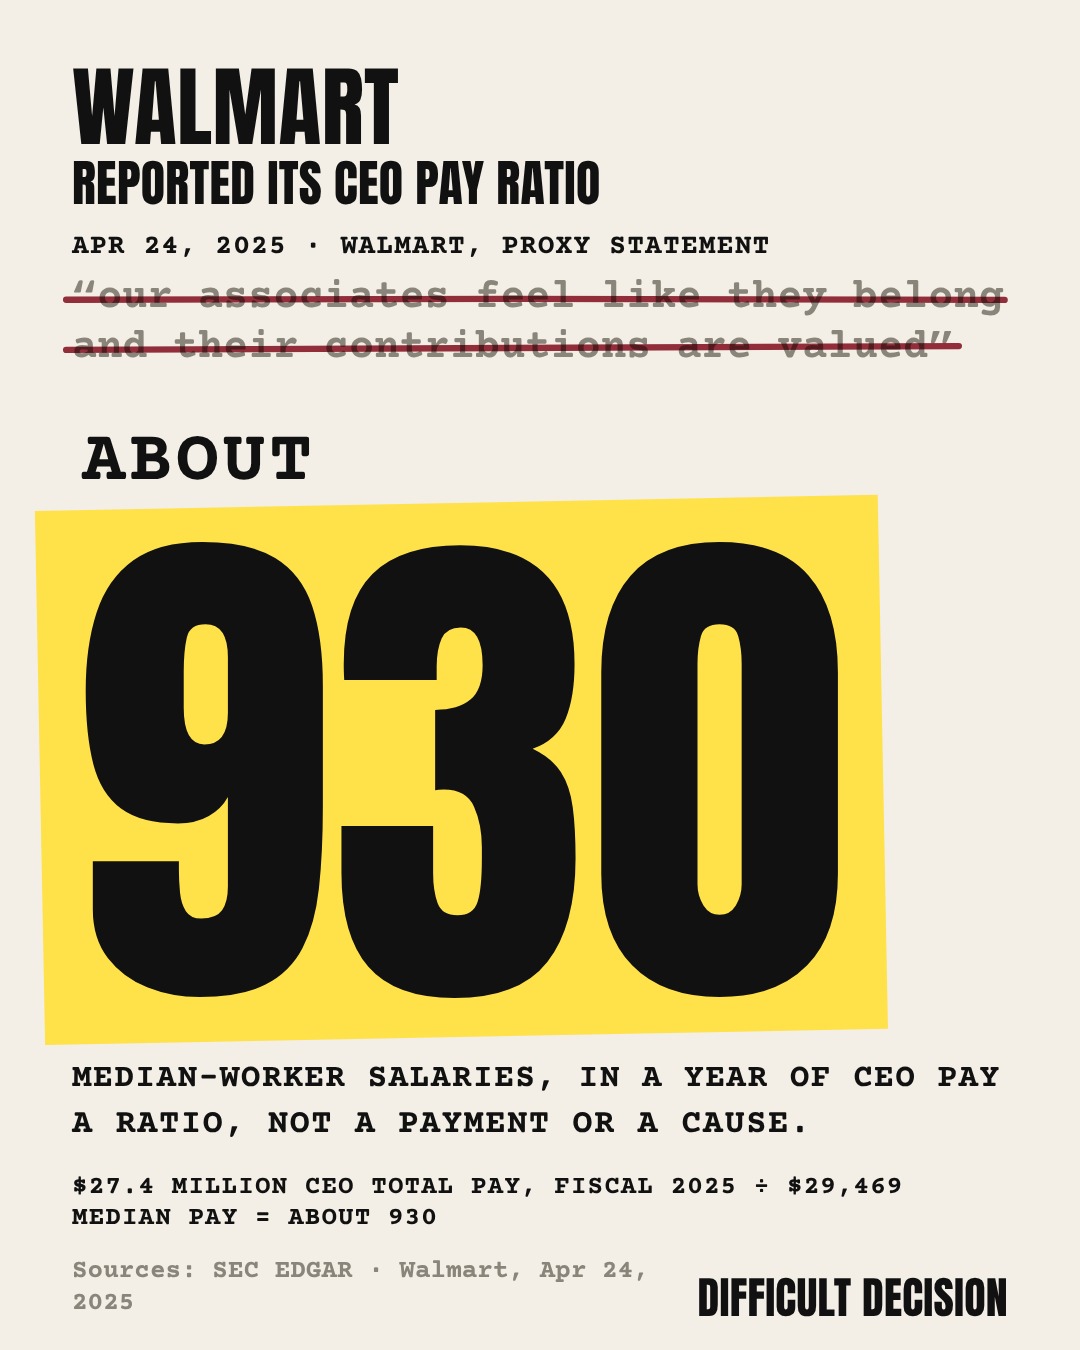 WALMART
REPORTED ITS CEO PAY RATIO
APR 24, 2025 · WALMART, PROXY STATEMENT
“our associates feel like they belong
and their contributions are valued”
ABOUT
930
MEDIAN-WORKER SALARIES, IN A YEAR OF CEO PAY
A RATIO, NOT A PAYMENT OR A CAUSE.
$27.4 MILLION CEO TOTAL PAY, FISCAL 2025 ÷ $29,469
MEDIAN PAY = ABOUT 930
Sources: SEC EDGAR · Walmart, Apr 24,
2025
DIFFICULT DECISION